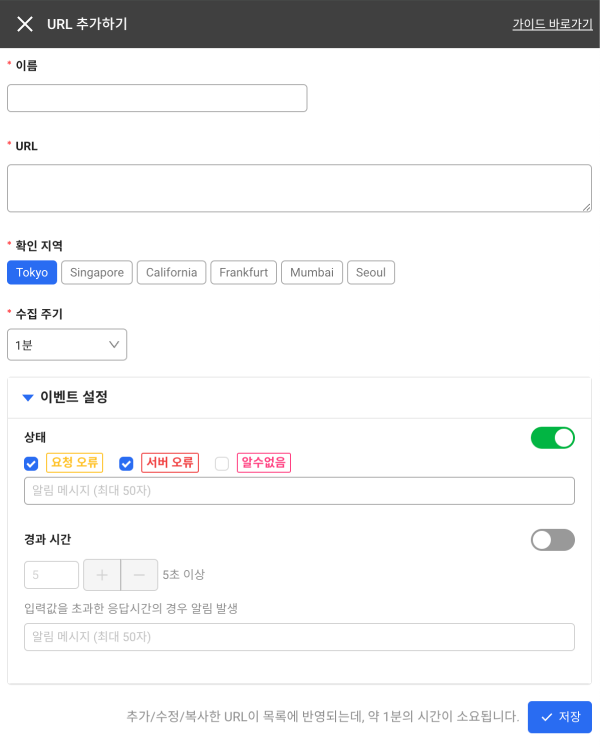 URL 추가하기 가이드 바로가기
* 이름
* URL
* 확인 지역
Tokyo Singapore California Frankfurt Mumbai Seoul
* 수집 주기
1분
이벤트 설정
상태
요청 오류 서버 오류 알수없음
알림 메시지 (최대 50자)
경과 시간
5 + − 5초 이상
입력값을 초과한 응답시간의 경우 알림 발생
알림 메시지 (최대 50자)
추가/수정/복사한 URL이 목록에 반영되는데, 약 1분의 시간이 소요됩니다. 저장